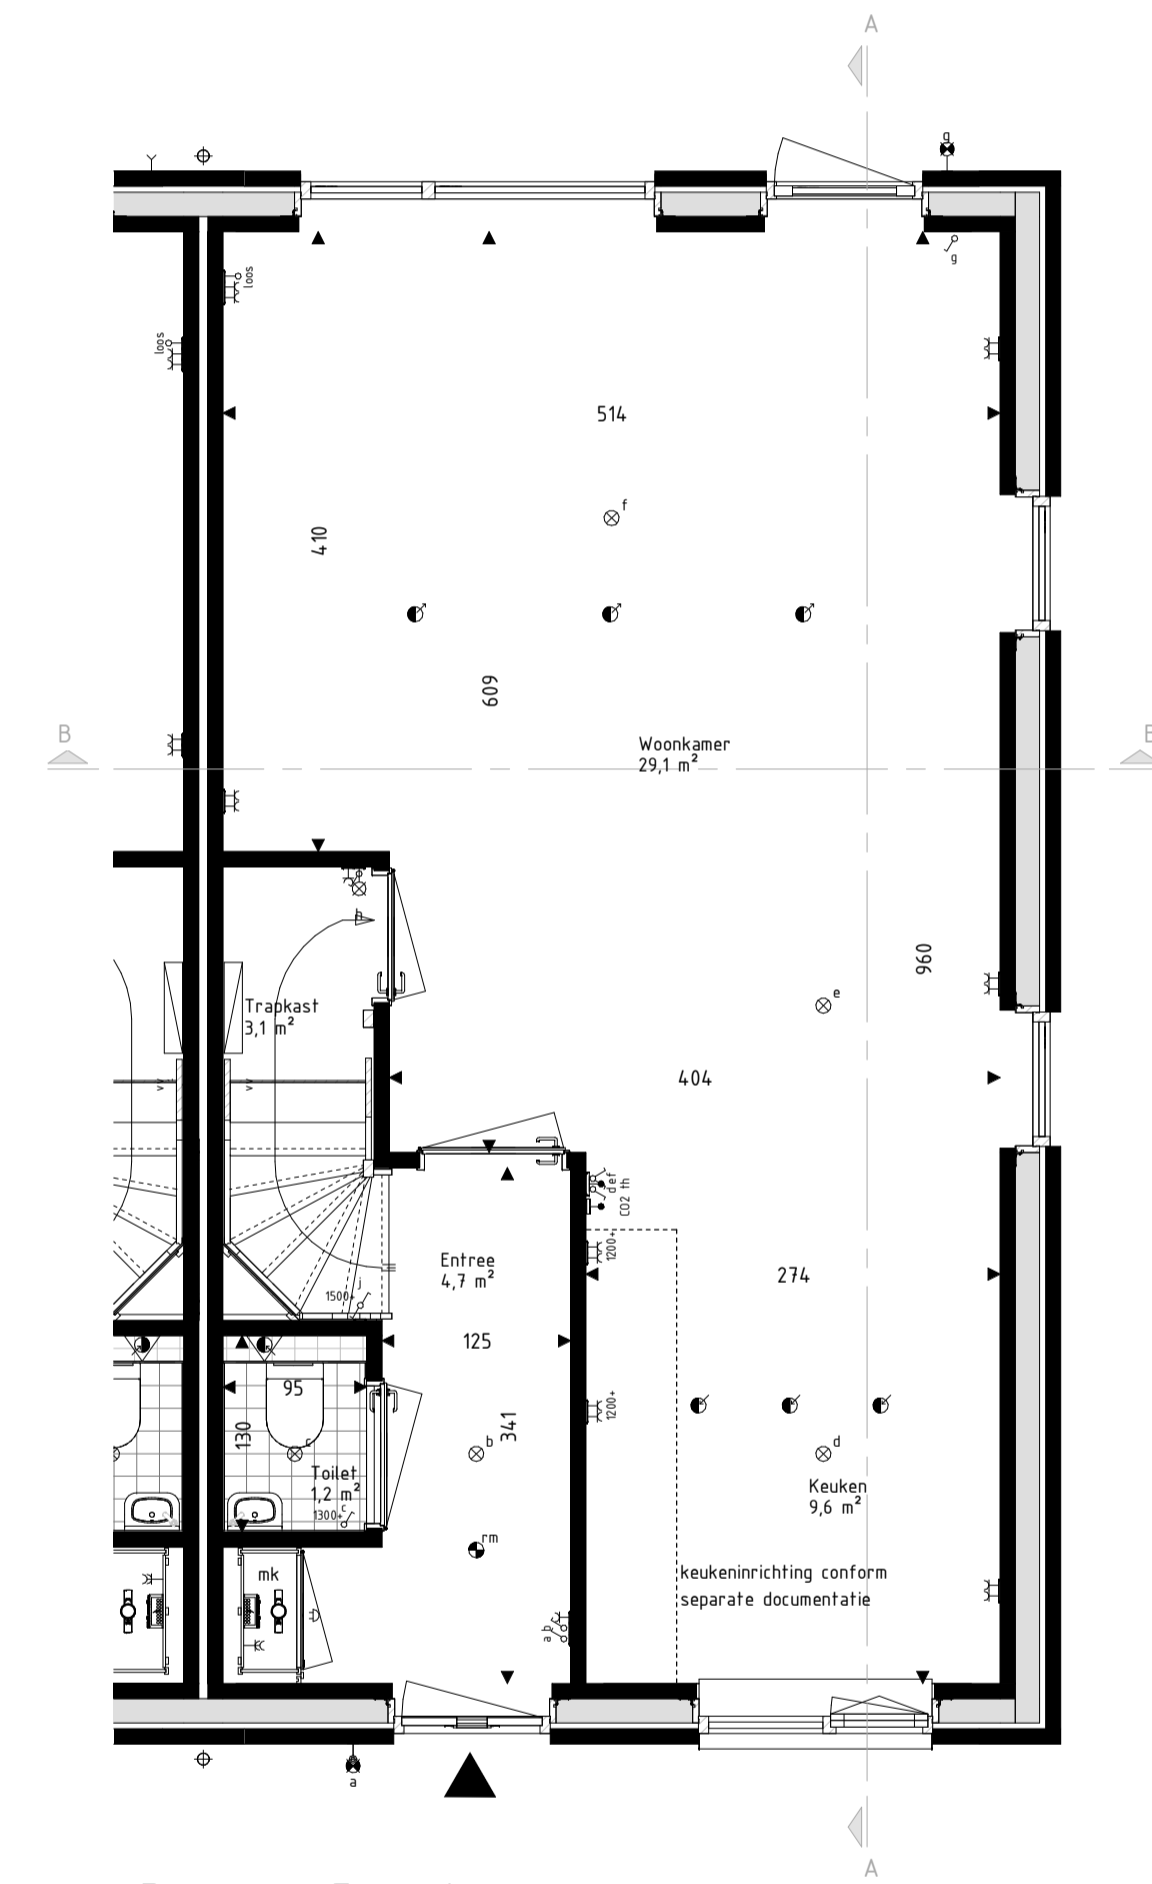 A
g
loos
g
loos
514
f
410
609
B
Woonkamer
29,1 m²
h
960
e
Trapkast
3,1 m²
vv
vv
404
d e f
CO2 th
1200+
Entree
4,7 m²
274
j
1500+
125
95
1200+
130
341
c
b
d
Toilet
1,2 m²
c
1300+
Keuken
9,6 m²
rm
mk
keukeninrichting conform
separate documentatie
a b c
a
A